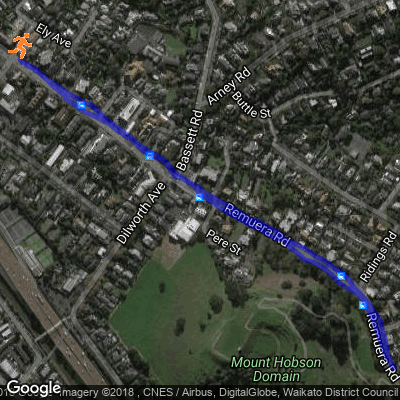 Ely Ave
Arney Rd
Buttle St
Bassett Rd
Dilworth Ave
Remuera Rd
Pere St
Ridings Rd
Remuera Rd
Mount Hobson
Domain
Google
Imagery ©2018 , CNES / Airbus, DigitalGlobe, Waikato District Council